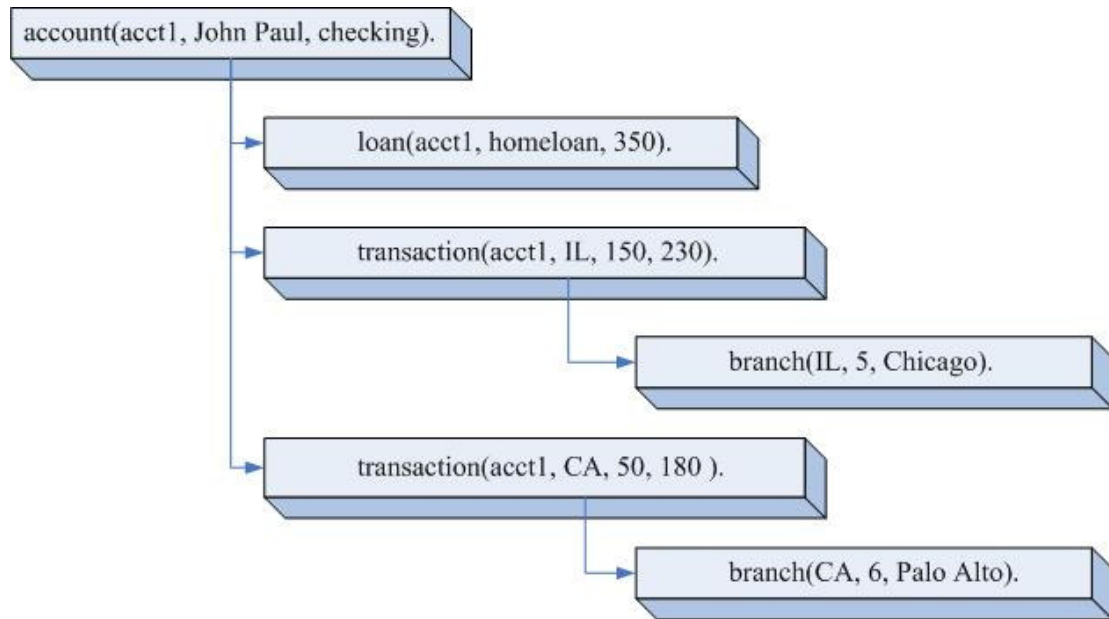 account(acct1, John Paul, checking).
loan(acct1, homeloan, 350).
transaction(acct1, IL, 150, 230).
branch(IL, 5, Chicago).
transaction(acct1, CA, 50, 180 ).
branch(CA, 6, Palo Alto).